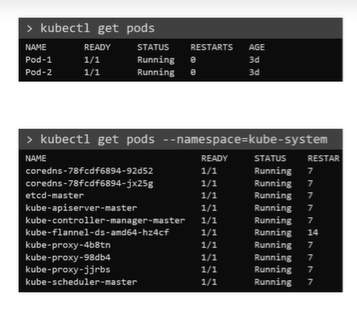 > kubectl get pods
NAME READY STATUS RESTARTS AGE
Pod-1 1/1 Running 0 3d
Pod-2 1/1 Running 0 3d
> kubectl get pods --namespace=kube-system
NAME READY STATUS RESTAR
coredns-78fcdf6894-92d52 1/1 Running 7
coredns-78fcdf6894-jx25g 1/1 Running 7
etcd-master 1/1 Running 7
kube-apiserver-master 1/1 Running 7
kube-controller-manager-master 1/1 Running 7
kube-flannel-ds-amd64-hz4cf 1/1 Running 14
kube-proxy-4b8tn 1/1 Running 7
kube-proxy-98db4 1/1 Running 7
kube-proxy-jjrbs 1/1 Running 7
kube-scheduler-master 1/1 Running 7